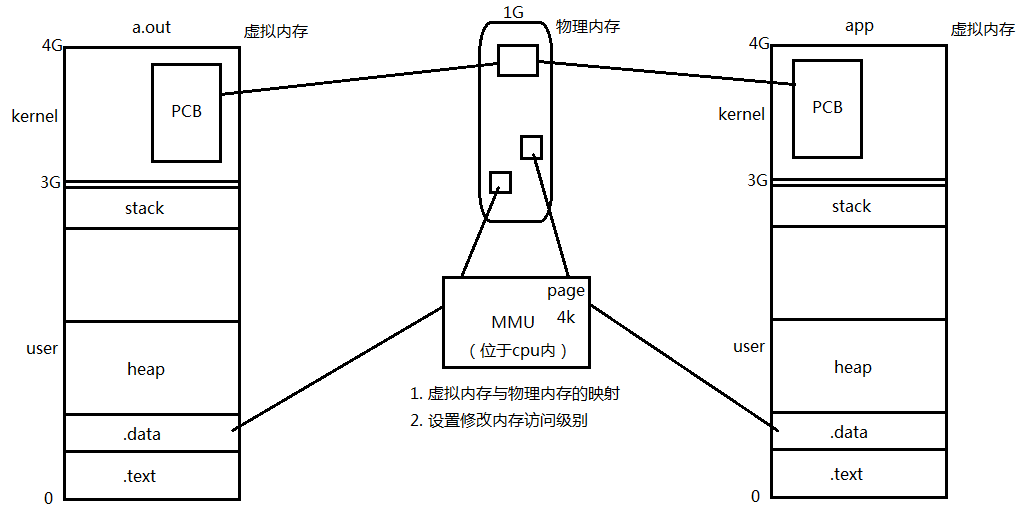 a.out
虚拟内存
4G
PCB
kernel
3G
stack
user
heap
.data
.text
0
1G
物理内存
page
4k
MMU
（位于cpu内）
1. 虚拟内存与物理内存的映射
2. 设置修改内存访问级别
app
虚拟内存
4G
PCB
kernel
3G
stack
user
heap
.data
.text
0